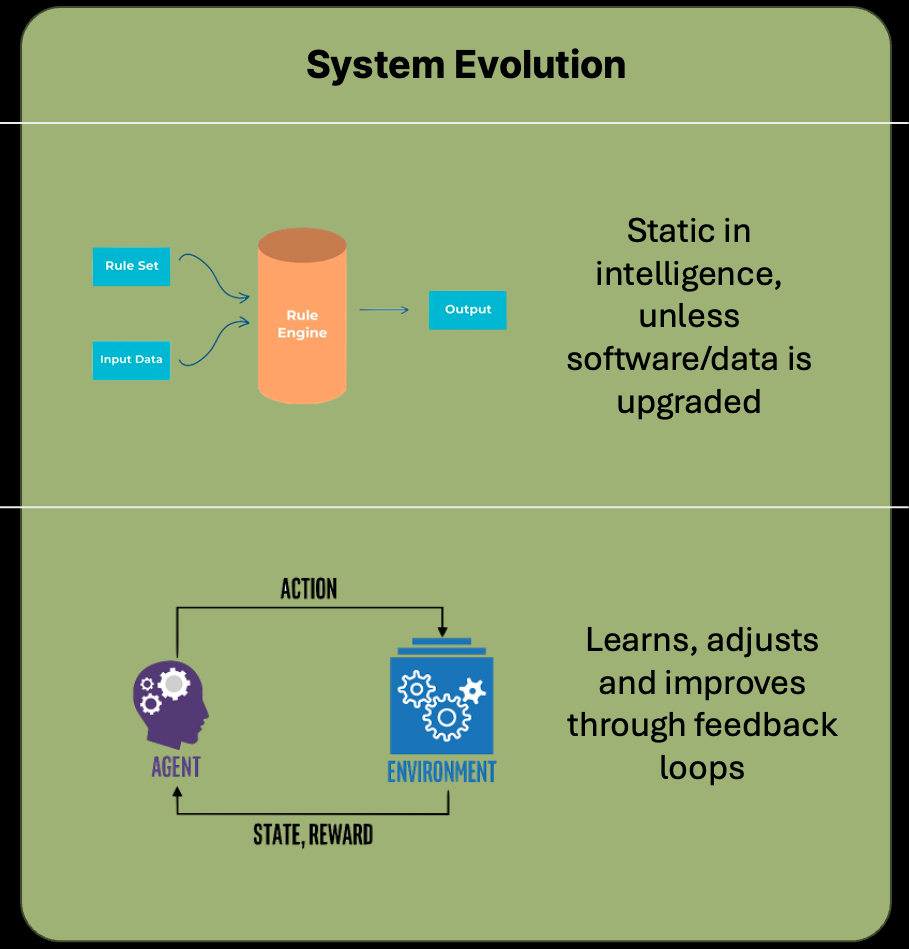 System Evolution
Rule Set
Input Data
Rule
Engine
Output
Static in
intelligence,
unless
software/data is
upgraded
ACTION
AGENT
ENVIRONMENT
STATE, REWARD
Learns, adjusts
and improves
through feedback
loops